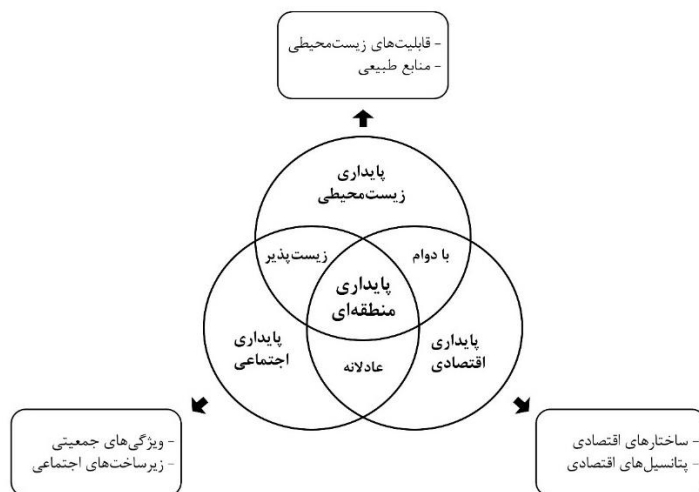 - قابلیت‌های زیست‌محیطی
- منابع طبیعی
پایداری
زیست‌محیطی
زیست‌پذیر
با دوام
پایداری
منطقه‌ای
پایداری
اجتماعی
پایداری
اقتصادی
عادلانه
- ویژگی‌های جمعیتی
- زیرساخت‌های اجتماعی
- ساختارهای اقتصادی
- پتانسیل‌های اقتصادی